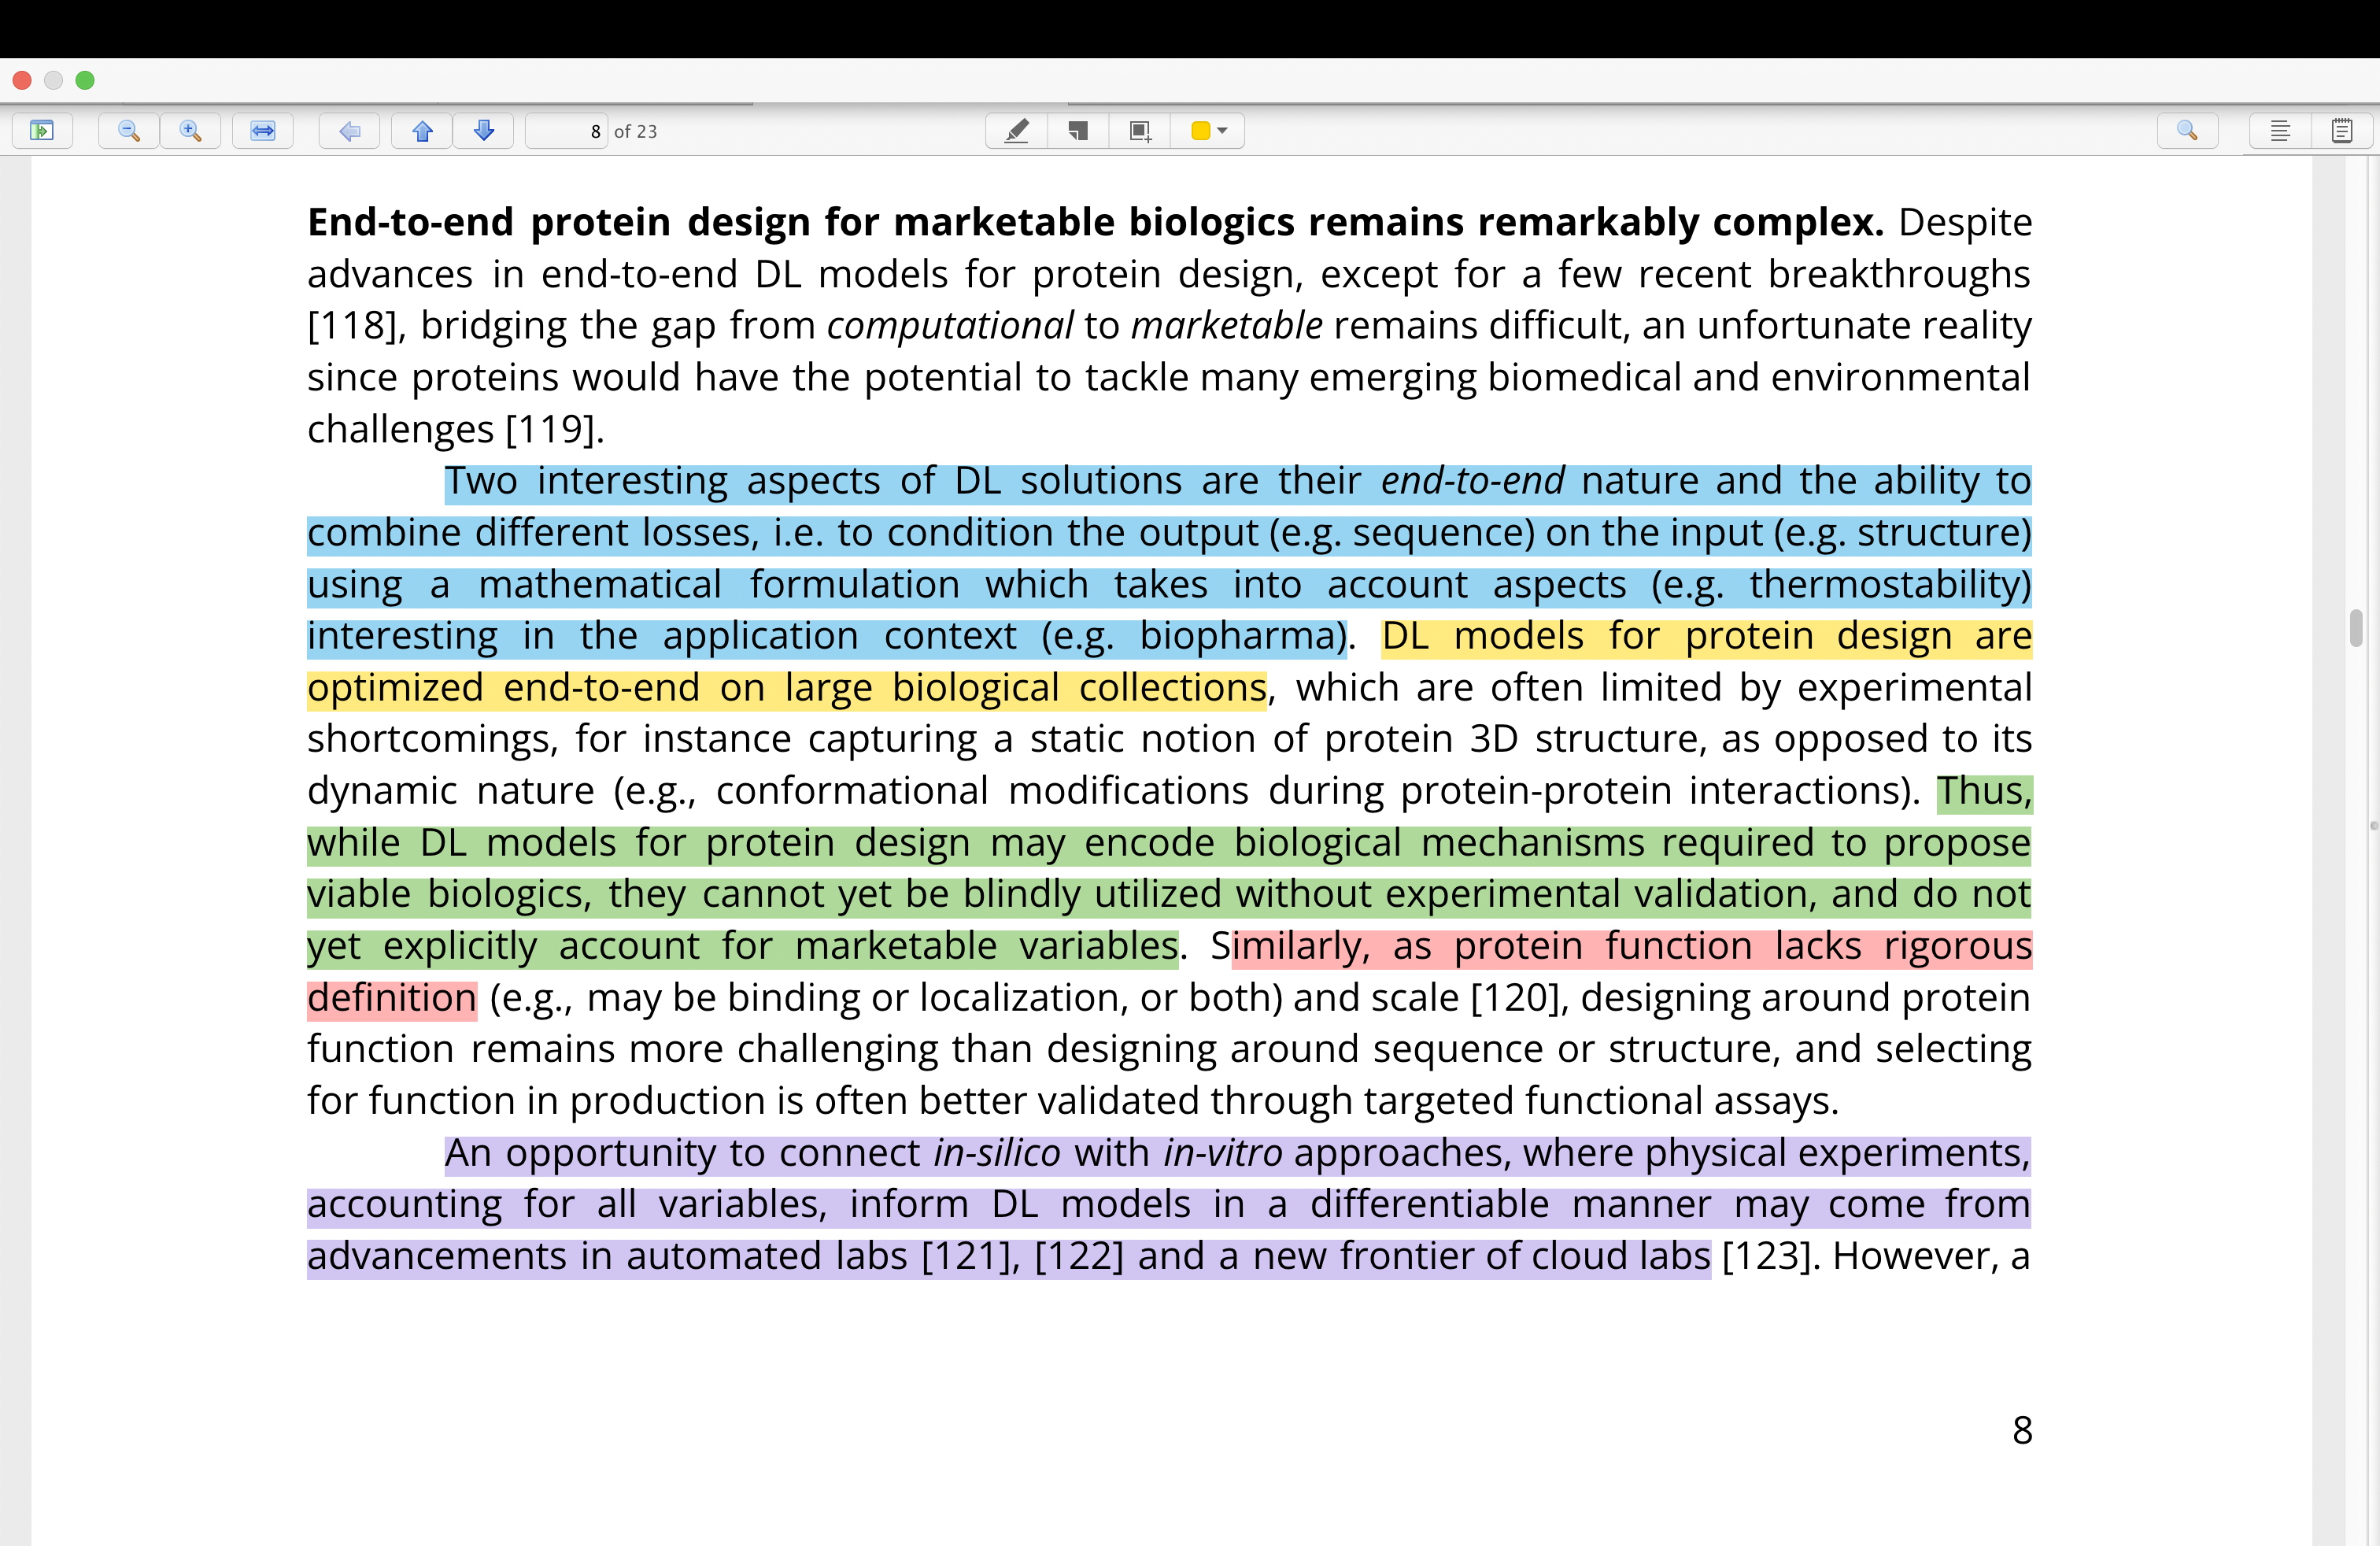 8 of 23
End-to-end protein design for marketable biologics remains remarkably complex. Despite
advances in end-to-end DL models for protein design, except for a few recent breakthroughs
[118], bridging the gap from computational to marketable remains difficult, an unfortunate reality
since proteins would have the potential to tackle many emerging biomedical and environmental
challenges [119].
Two interesting aspects of DL solutions are their end-to-end nature and the ability to
combine different losses, i.e. to condition the output (e.g. sequence) on the input (e.g. structure)
using a mathematical formulation which takes into account aspects (e.g. thermostability)
interesting in the application context (e.g. biopharma). DL models for protein design are
optimized end-to-end on large biological collections, which are often limited by experimental
shortcomings, for instance capturing a static notion of protein 3D structure, as opposed to its
dynamic nature (e.g., conformational modifications during protein-protein interactions). Thus,
while DL models for protein design may encode biological mechanisms required to propose
viable biologics, they cannot yet be blindly utilized without experimental validation, and do not
yet explicitly account for marketable variables. Similarly, as protein function lacks rigorous
definition (e.g., may be binding or localization, or both) and scale [120], designing around protein
function remains more challenging than designing around sequence or structure, and selecting
for function in production is often better validated through targeted functional assays.
An opportunity to connect in-silico with in-vitro approaches, where physical experiments,
accounting for all variables, inform DL models in a differentiable manner may come from
advancements in automated labs [121], [122] and a new frontier of cloud labs [123]. However, a
8